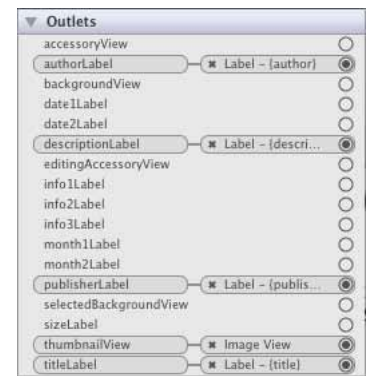 ▼ Outlets
accessoryView
authorLabel ✖ Label – {author}
backgroundView
date1Label
date2Label
descriptionLabel ✖ Label – {descri...
editingAccessoryView
info1Label
info2Label
info3Label
month1Label
month2Label
publisherLabel ✖ Label – {publis...
selectedBackgroundView
sizeLabel
thumbnailView ✖ Image View
titleLabel ✖ Label – {title}